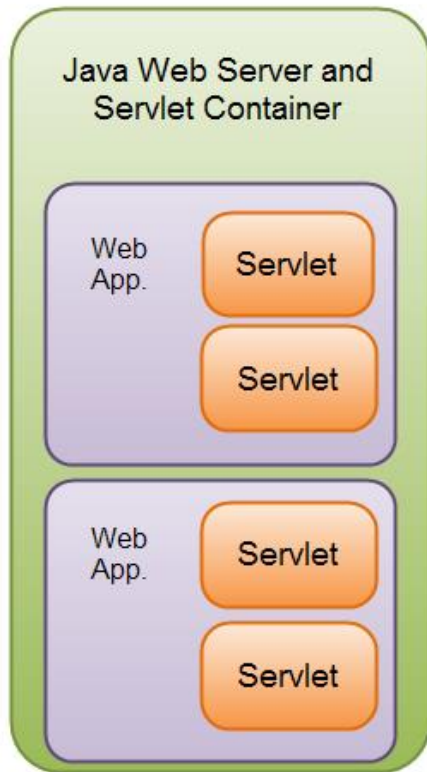 Java Web Server and
Servlet Container
Web
App.
Servlet
Servlet
Web
App.
Servlet
Servlet